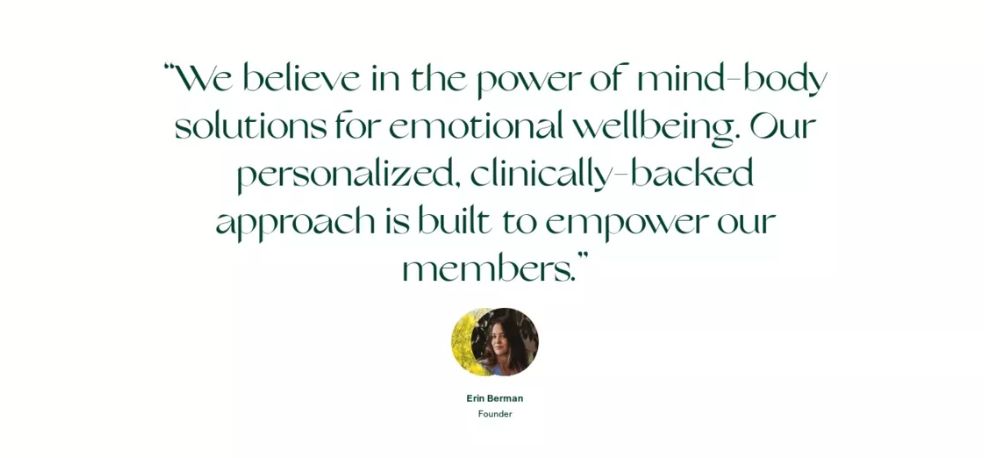 “We believe in the power of mind-body
solutions for emotional wellbeing. Our
personalized, clinically-backed
approach is built to empower our
members.”
Erin Berman
Founder